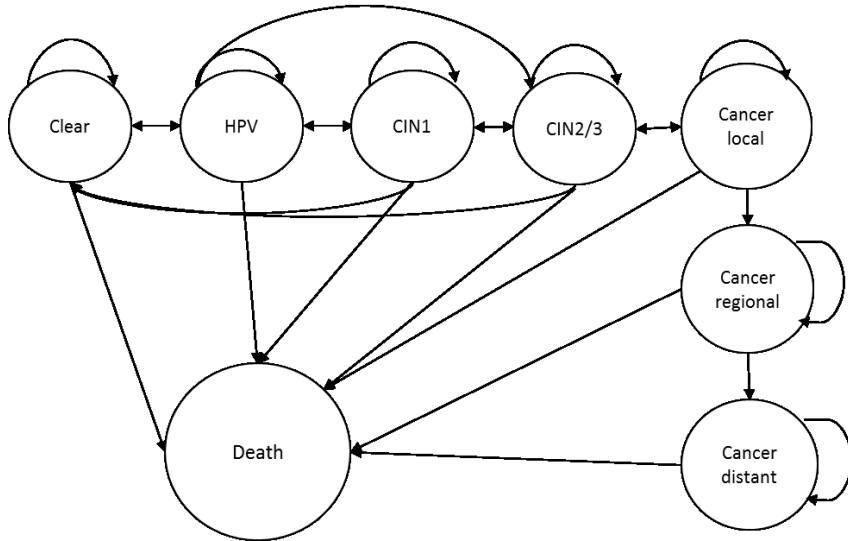 Clear
HPV
CIN1
CIN2/3
Cancer
local
Cancer
regional
Death
Cancer
distant